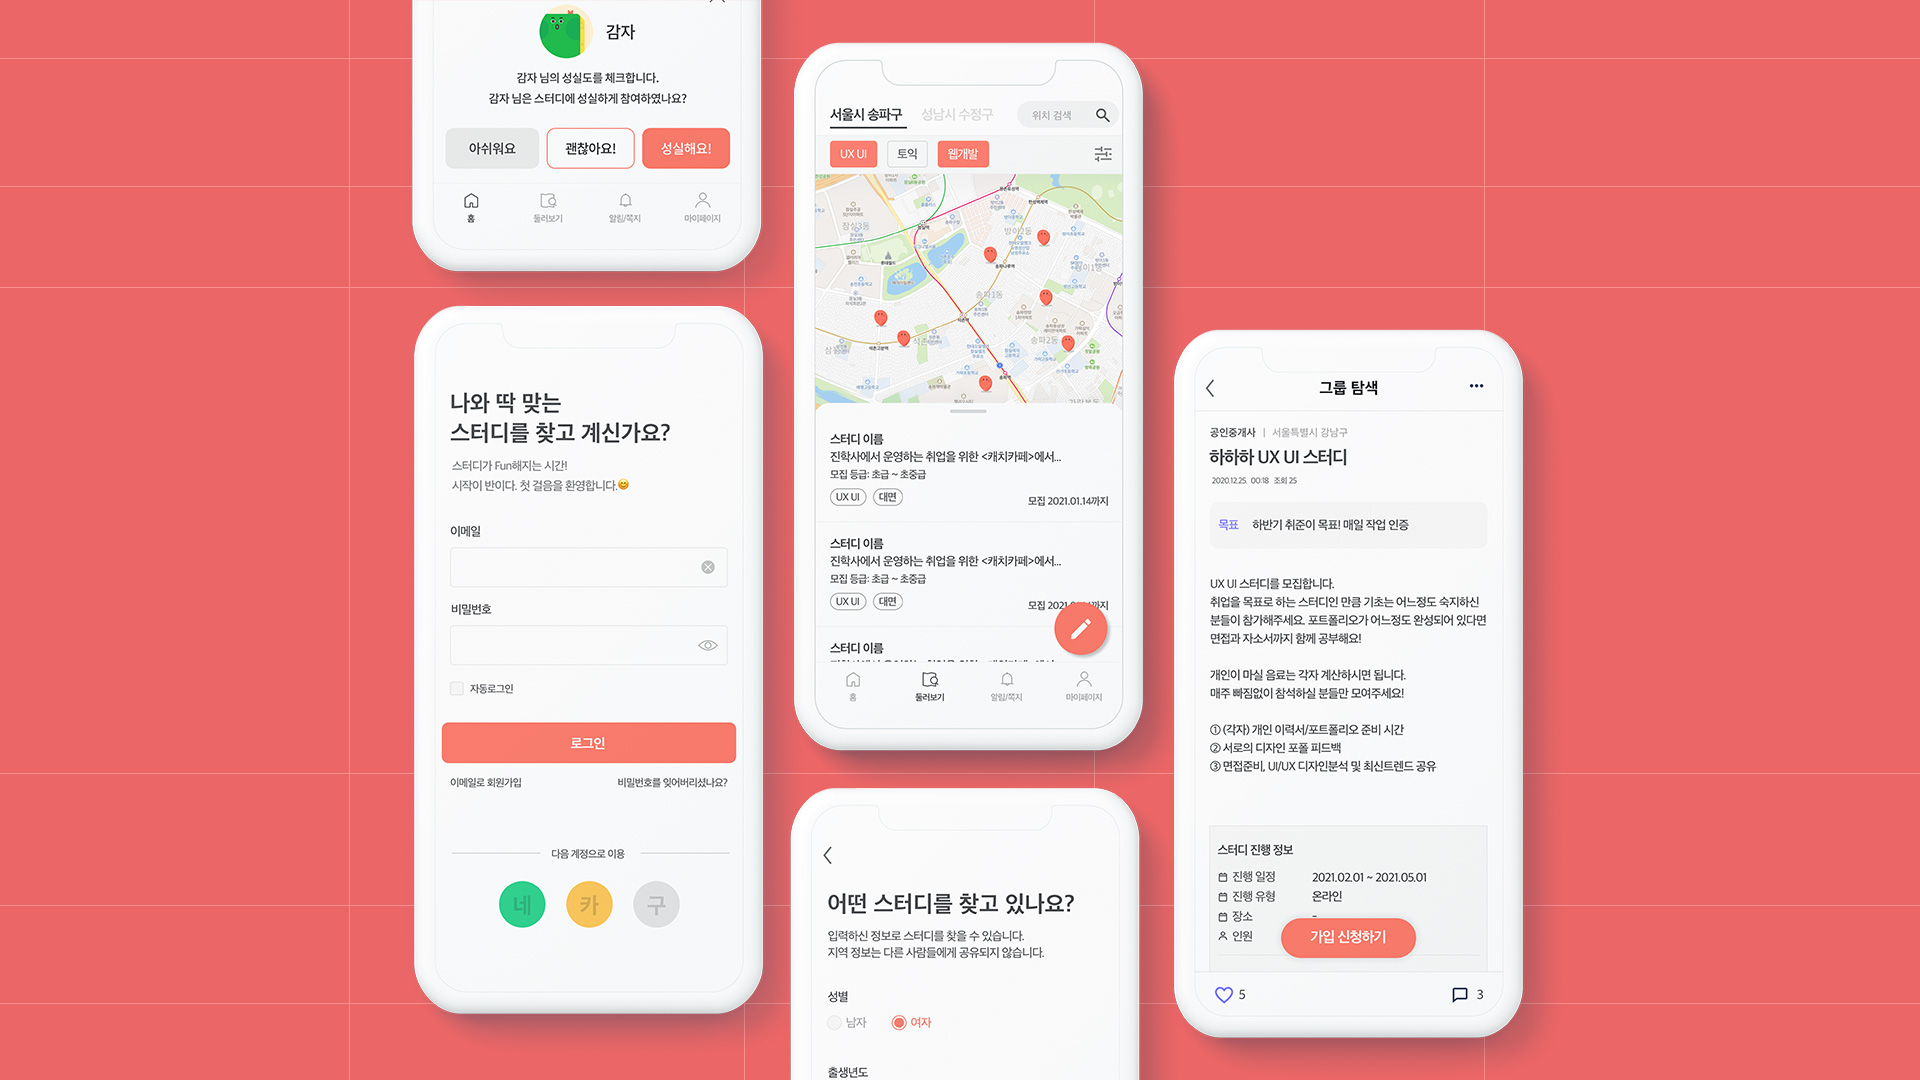 감자
감자 님의 성실도를 체크합니다.
감자 님은 스터디에 성실하게 참여하였나요?
아쉬워요
괜찮아요!
성실해요!
홈
둘러보기
알림/쪽지
마이페이지
나와 딱 맞는
스터디를 찾고 계신가요?
스터디가 Fun해지는 시간!
시작이 반이다. 첫 걸음을 환영합니다.😊
이메일
비밀번호
자동로그인
로그인
이메일로 회원가입
비밀번호를 잊어버리셨나요?
다음 계정으로 이용
네
카
구
서울시 송파구
성남시 수정구
위치 검색
UX UI
토익
웹개발
잠실3동
방이2동
방이1동
송파1동
송파2동
스터디 이름
진학사에서 운영하는 취업을 위한 <캐치카페>에서...
모집 등급: 초급 ~ 초중급
UX UI
대면
모집 2021.01.14까지
스터디 이름
진학사에서 운영하는 취업을 위한 <캐치카페>에서...
모집 등급: 초급 ~ 초중급
UX UI
대면
모집 2021
까지
스터디 이름
홈
둘러보기
알림/쪽지
마이페이지
어떤 스터디를 찾고 있나요?
입력하신 정보로 스터디를 찾을 수 있습니다.
지역 정보는 다른 사람들에게 공유되지 않습니다.
성별
남자
여자
출생년도
그룹 탐색
공인중개사 | 서울특별시 강남구
하하하 UX UI 스터디
2020.12.25. 00:18 조회 25
목표 하반기 취준이 목표! 매일 작업 인증
UX UI 스터디를 모집합니다.
취업을 목표로 하는 스터디인 만큼 기초는 어느정도 숙지하신
분들이 참가해주세요. 포트폴리오가 어느정도 완성되어 있다면
면접과 자소서까지 함께 공부해요!
개인이 마실 음료는 각자 계산하시면 됩니다.
매주 빠짐없이 참석하실 분들만 모여주세요!
① (각자) 개인 이력서/포트폴리오 준비 시간
② 서로의 디자인 포폴 피드백
③ 면접준비, UI/UX 디자인분석 및 최신트렌드 공유
스터디 진행 정보
진행 일정 2021.02.01 ~ 2021.05.01
진행 유형 온라인
장소 -
인원
가입 신청하기
5
3